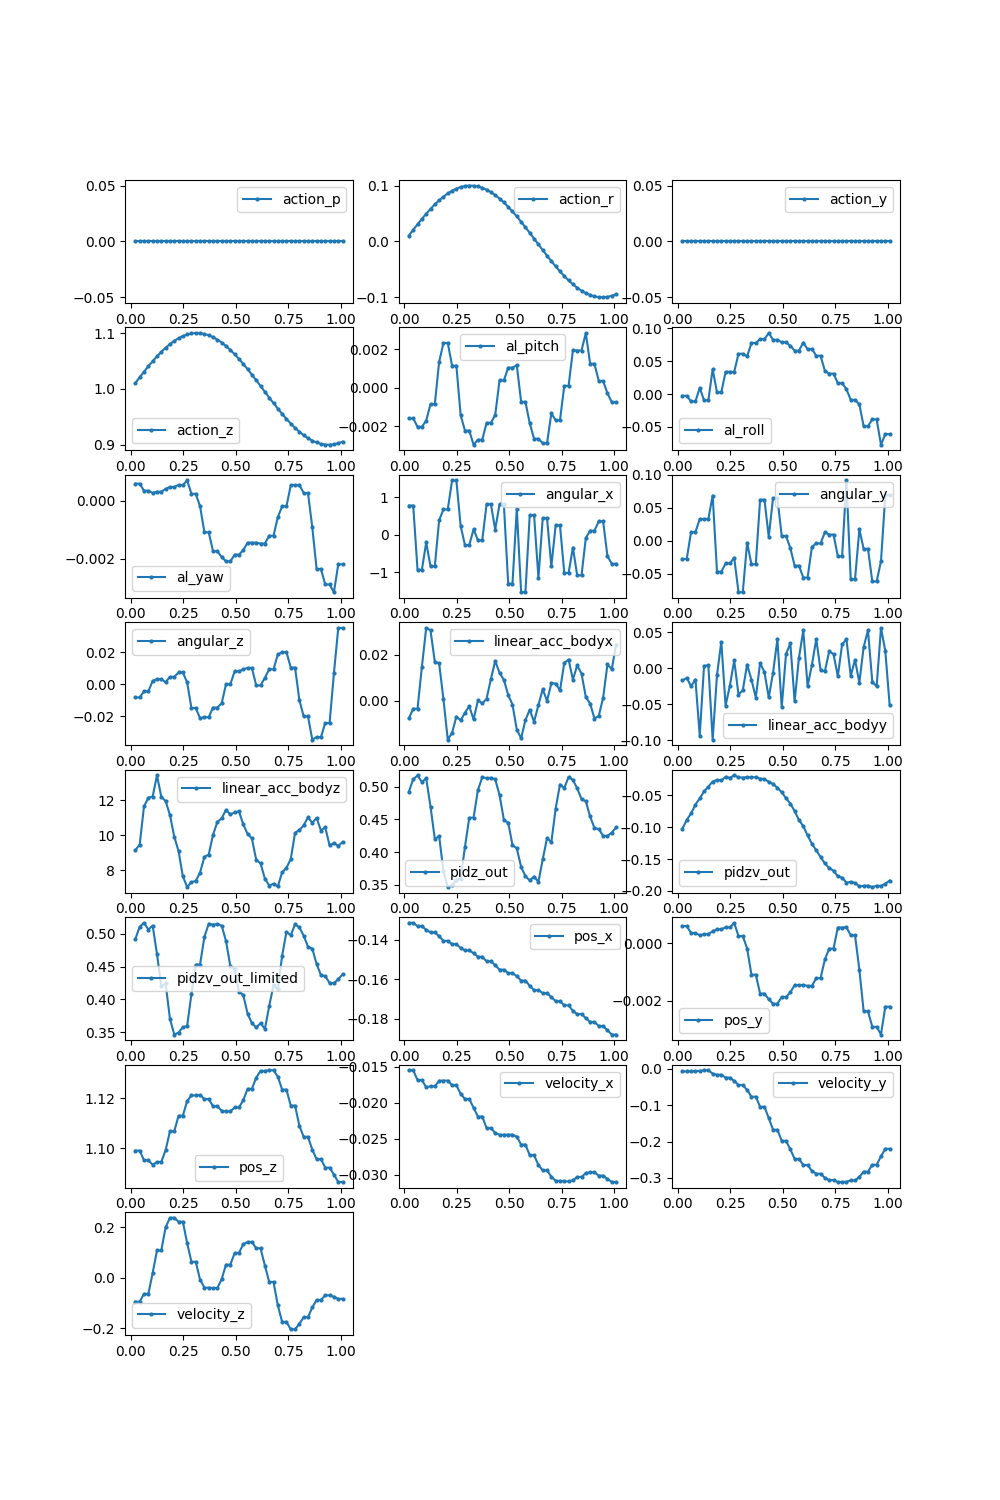 0.05 0.00 −0.05 action_p
0.1 0.0 −0.1 action_r
0.05 0.00 −0.05 action_y
0.00 0.25 0.50 0.75 1.00 0.00 0.25 0.50 0.75 1.00 0.00 0.25 0.50 0.75 1.00
1.1 1.0 0.9 action_z
0.002 0.000 −0.002 al_pitch
0.10 0.05 0.00 −0.05 al_roll
0.00 0.25 0.50 0.75 1.00 0.00 0.25 0.50 0.75 1.00 0.00 0.25 0.50 0.75 1.00
0.000 −0.002 al_yaw
1 0 −1 angular_x
0.10 0.05 0.00 −0.05 angular_y
0.00 0.25 0.50 0.75 1.00 0.00 0.25 0.50 0.75 1.00 0.00 0.25 0.50 0.75 1.00
0.02 0.00 −0.02 angular_z
0.02 0.00 linear_acc_bodyx
0.05 0.00 −0.05 −0.10 linear_acc_bodyy
0.00 0.25 0.50 0.75 1.00 0.00 0.25 0.50 0.75 1.00 0.00 0.25 0.50 0.75 1.00
12 10 8 linear_acc_bodyz
0.50 0.45 0.40 0.35 pidz_out
−0.05 −0.10 −0.15 −0.20 pidzv_out
0.00 0.25 0.50 0.75 1.00 0.00 0.25 0.50 0.75 1.00 0.00 0.25 0.50 0.75 1.00
0.50 0.45 0.40 0.35 pidzv_out_limited
−0.14 −0.16 −0.18 pos_x
0.000 −0.002 pos_y
0.00 0.25 0.50 0.75 1.00 0.00 0.25 0.50 0.75 1.00 0.00 0.25 0.50 0.75 1.00
1.12 1.10 pos_z
−0.015 −0.020 −0.025 −0.030 velocity_x
0.0 −0.1 −0.2 −0.3 velocity_y
0.00 0.25 0.50 0.75 1.00 0.00 0.25 0.50 0.75 1.00 0.00 0.25 0.50 0.75 1.00
0.2 0.0 −0.2 velocity_z
0.00 0.25 0.50 0.75 1.00